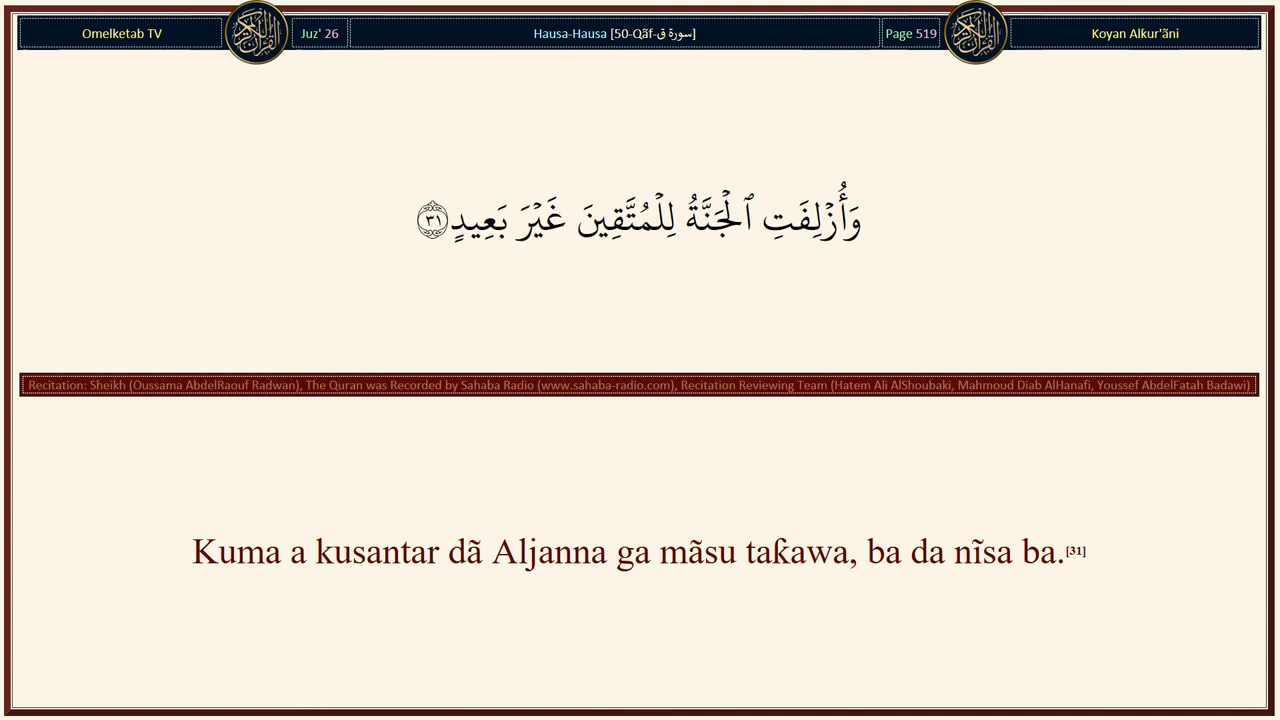 Omelketab TV
Juz' 26
Hausa-Hausa [50-Qãf-سورة ق]
Page 519
Koyan Alƙur'ãni
وَأُزۡلِفَتِ ٱلۡجَنَّةُ لِلۡمُتَّقِينَ غَيۡرَ بَعِيدٍ ٣١
Recitation: Sheikh (Oussama AbdelRaouf Radwan), The Quran was Recorded by Sahaba Radio (www.sahaba-radio.com), Recitation Reviewing Team (Hatem Ali AlShoubaki, Mahmoud Diab AlHanafi, Youssef AbdelFatah Badawi)
Kuma a kusantar dã Aljanna ga mãsu taƙawa, ba da nĩsa ba.[31]